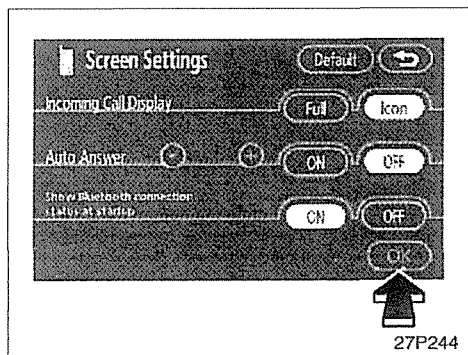 Screen Settings Default
Incoming Call Display Full Icon
Auto Answer - + ON OFF
Show Bluetooth connection
status at startup ON OFF
OK
27P244